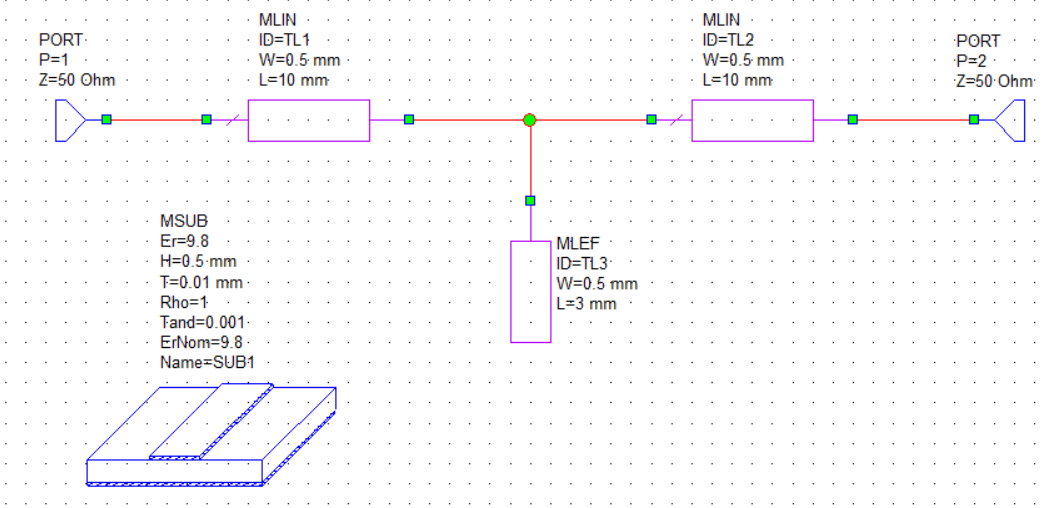 PORT
P=1
Z=50 Ohm
MLIN
ID=TL1
W=0.5 mm
L=10 mm
MLIN
ID=TL2
W=0.5 mm
L=10 mm
PORT
P=2
Z=50 Ohm
MSUB
Er=9.8
H=0.5 mm
T=0.01 mm
Rho=1
Tand=0.001
ErNom=9.8
Name=SUB1
MLEF
ID=TL3
W=0.5 mm
L=3 mm